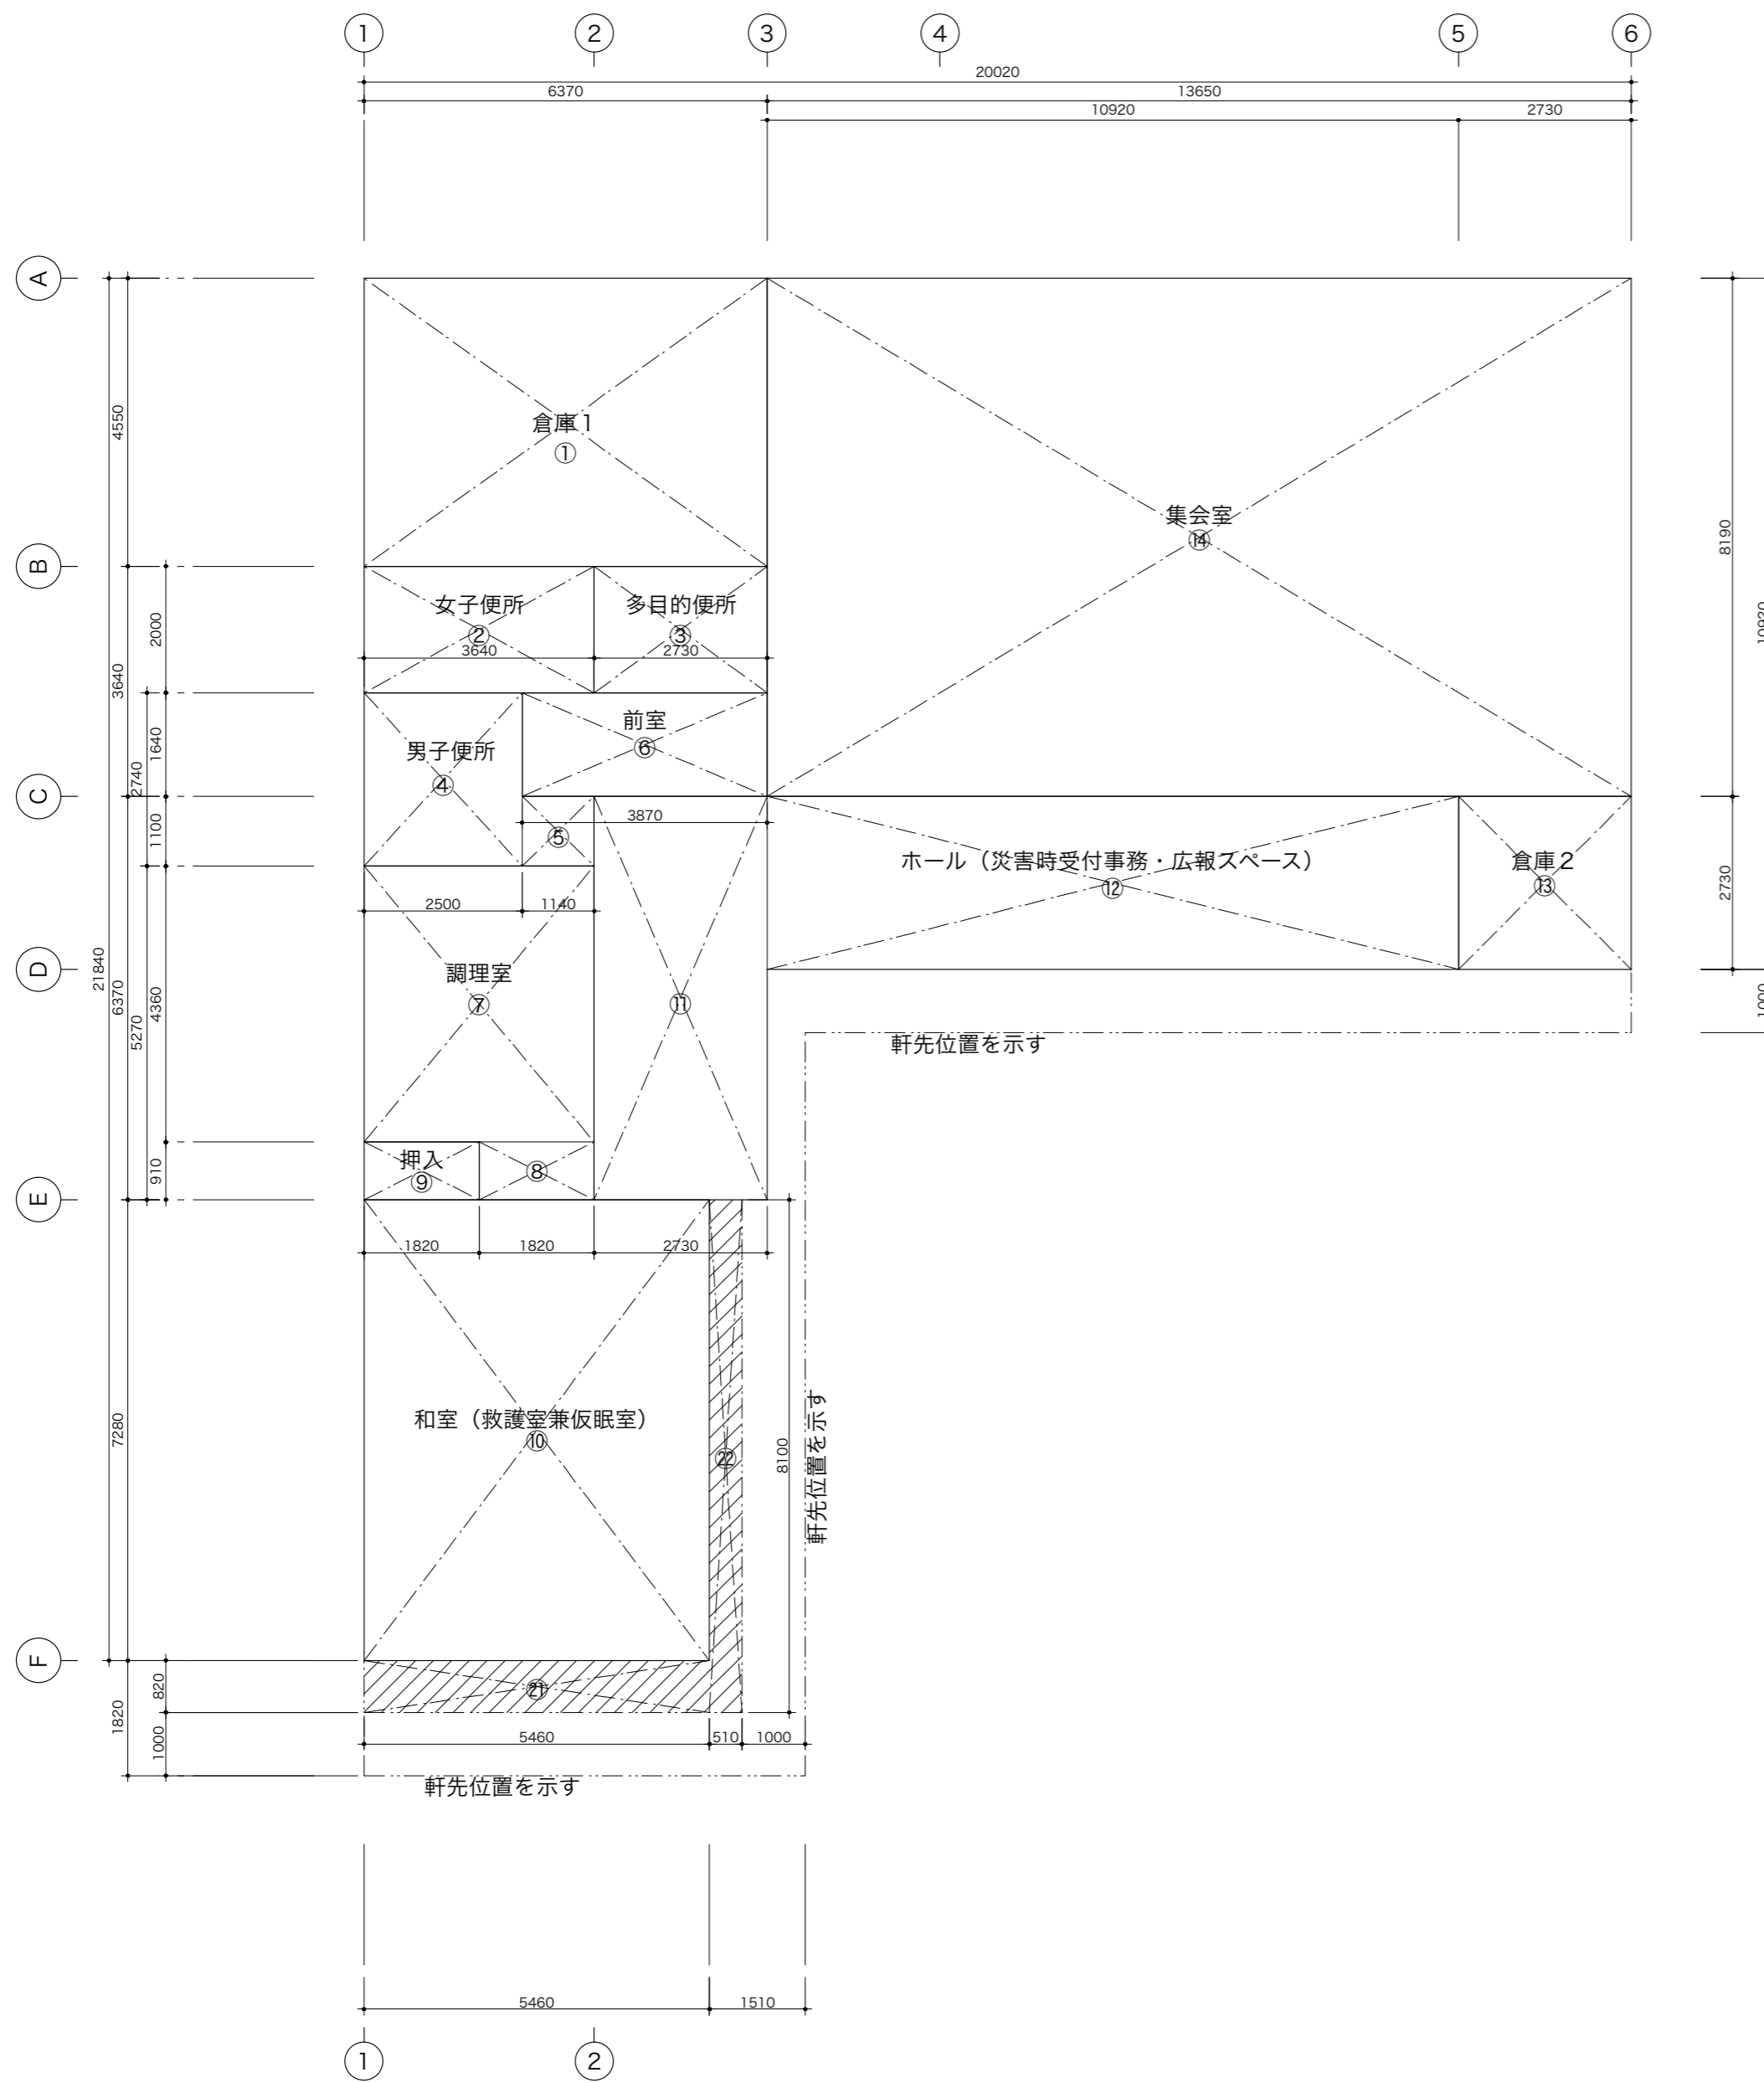 1 2 3 4 5 6
20020
6370 13650
10920 2730
A
B
C
D
E
F
4550
3640
6370
7280
1820
21840
2740
5270
2000
1640
1100
4360
910
820
1000
倉庫1
①
女子便所
②
3640
多目的便所
③
2730
前室
⑥
3870
男子便所
④
⑤
2500 1140
調理室
⑦
押入
⑨
⑧
⑪
1820 1820 2730
集会室
⑭
ホール（災害時受付事務・広報スペース）
⑫
倉庫２
⑬
8190
2730
10920
1000
軒先位置を示す
和室（救護室兼仮眠室）
⑩
㉒
8100
軒先位置を示す
㉑
5460 510 1000
軒先位置を示す
5460 1510
1 2